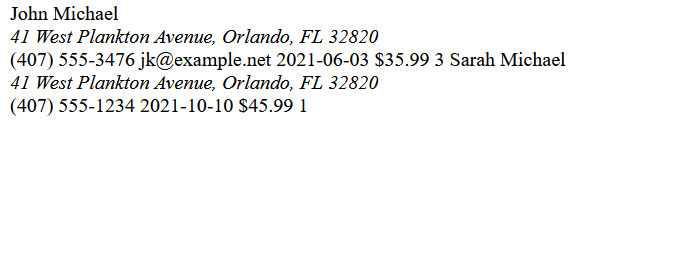 John Michael
41 West Plankton Avenue, Orlando, FL 32820
(407) 555-3476 jk@example.net 2021-06-03 $35.99 3 Sarah Michael
41 West Plankton Avenue, Orlando, FL 32820
(407) 555-1234 2021-10-10 $45.99 1